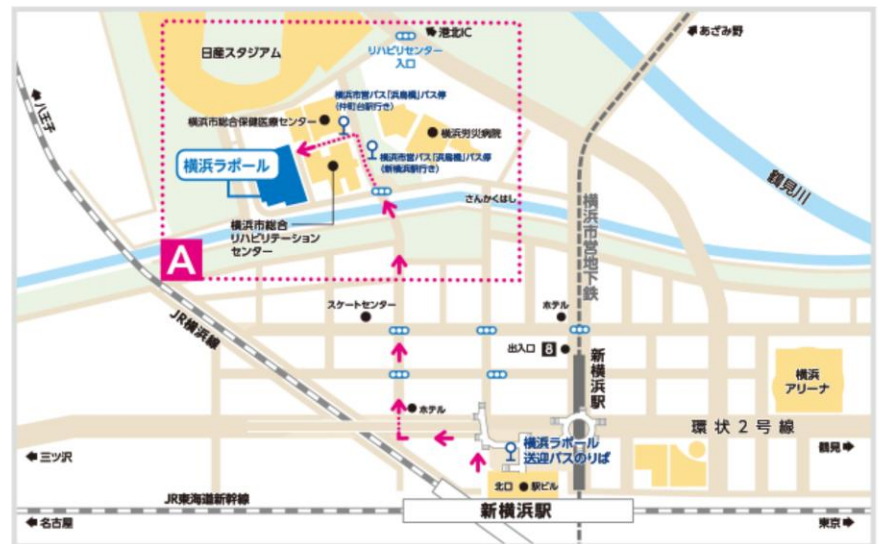 日産スタジアム
港北IC
リハビリセンター
入口
あざみ野
八王子
横浜市営バス「浜鳥橋」バス停
(仲町台駅行き)
横浜市総合保健医療センター
横浜労災病院
横浜市営バス「浜鳥橋」バス停
(新横浜駅行き)
横浜ラポール
鶴見川
さんかくはし
横浜市営地下鉄
横浜市総合
リハビリテーション
センター
A
スケートセンター
ホテル
JR横浜線
出入口 8
新横浜駅
横浜
アリーナ
ホテル
環状2号線
横浜ラポール
送迎バスのりば
三ツ沢
鶴見
北口
駅ビル
JR東海道新幹線
新横浜駅
名古屋
東京